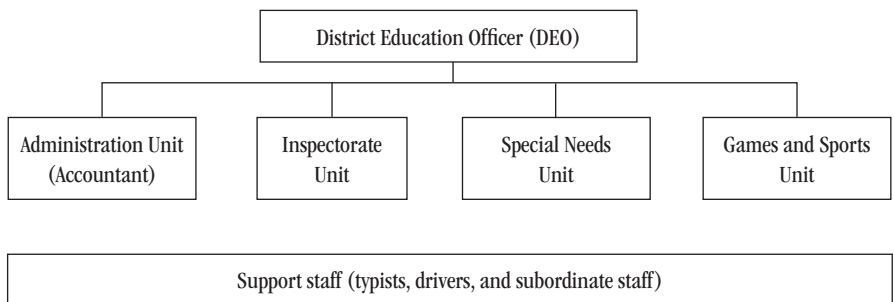 District Education Officer (DEO)
Administration Unit
(Accountant)
Inspectorate
Unit
Special Needs
Unit
Games and Sports
Unit
Support staff (typists, drivers, and subordinate staff)